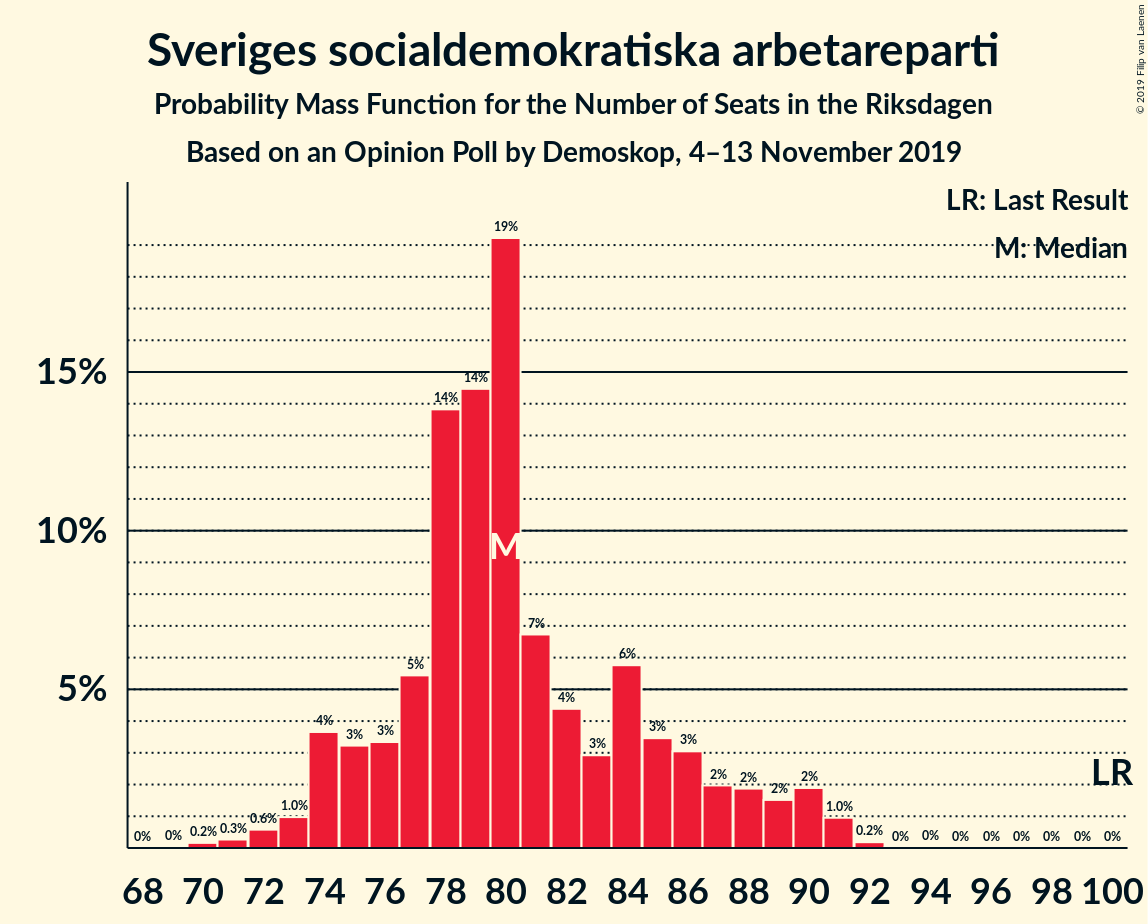 Sveriges socialdemokratiska arbetareparti
Probability Mass Function for the Number of Seats in the Riksdagen
Based on an Opinion Poll by Demoskop, 4–13 November 2019
© 2019 Filip van Laenen
LR: Last Result
M: Median
15%
10%
5%
0% 0% 0.2% 0.3% 0.6% 1.0% 4% 3% 3% 5% 14% 14% 19% 7% 4% 3% 6% 3% 3% 2% 2% 2% 2% 1.0% 0.2% 0% 0% 0% 0% 0% 0% 0% 0%
M
LR
68 70 72 74 76 78 80 82 84 86 88 90 92 94 96 98 100